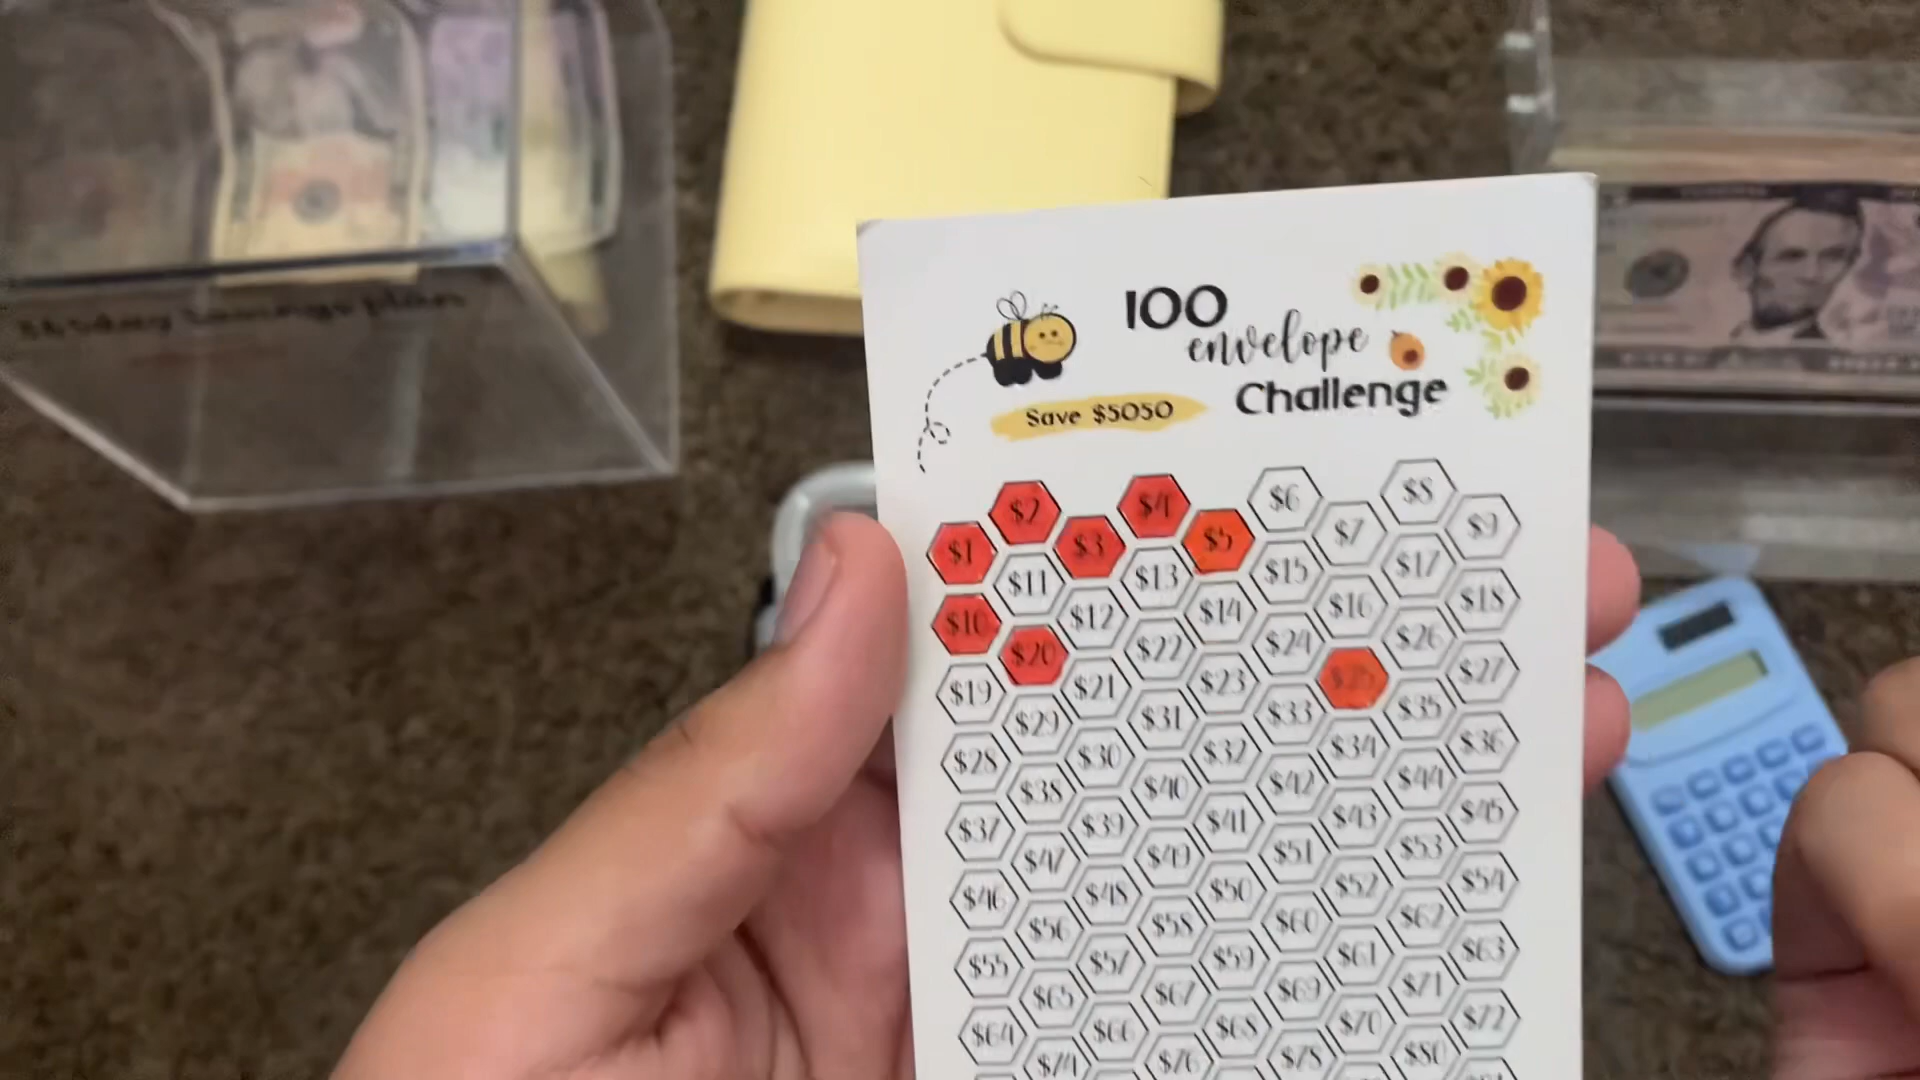 100
envelope
Challenge
Save $5050
$1 $2 $3 $4 $5 $6 $7 $8 $9
$10 $11 $12 $13 $14 $15 $16 $17 $18
$19 $20 $21 $22 $23 $24 $25 $26 $27
$28 $29 $30 $31 $32 $33 $34 $35 $36
$37 $38 $39 $40 $41 $42 $43 $44 $45
$46 $47 $48 $49 $50 $51 $52 $53 $54
$55 $56 $57 $58 $59 $60 $61 $62 $63
$64 $65 $66 $67 $68 $69 $70 $71 $72
$74 $76 $78 $80
savings plan